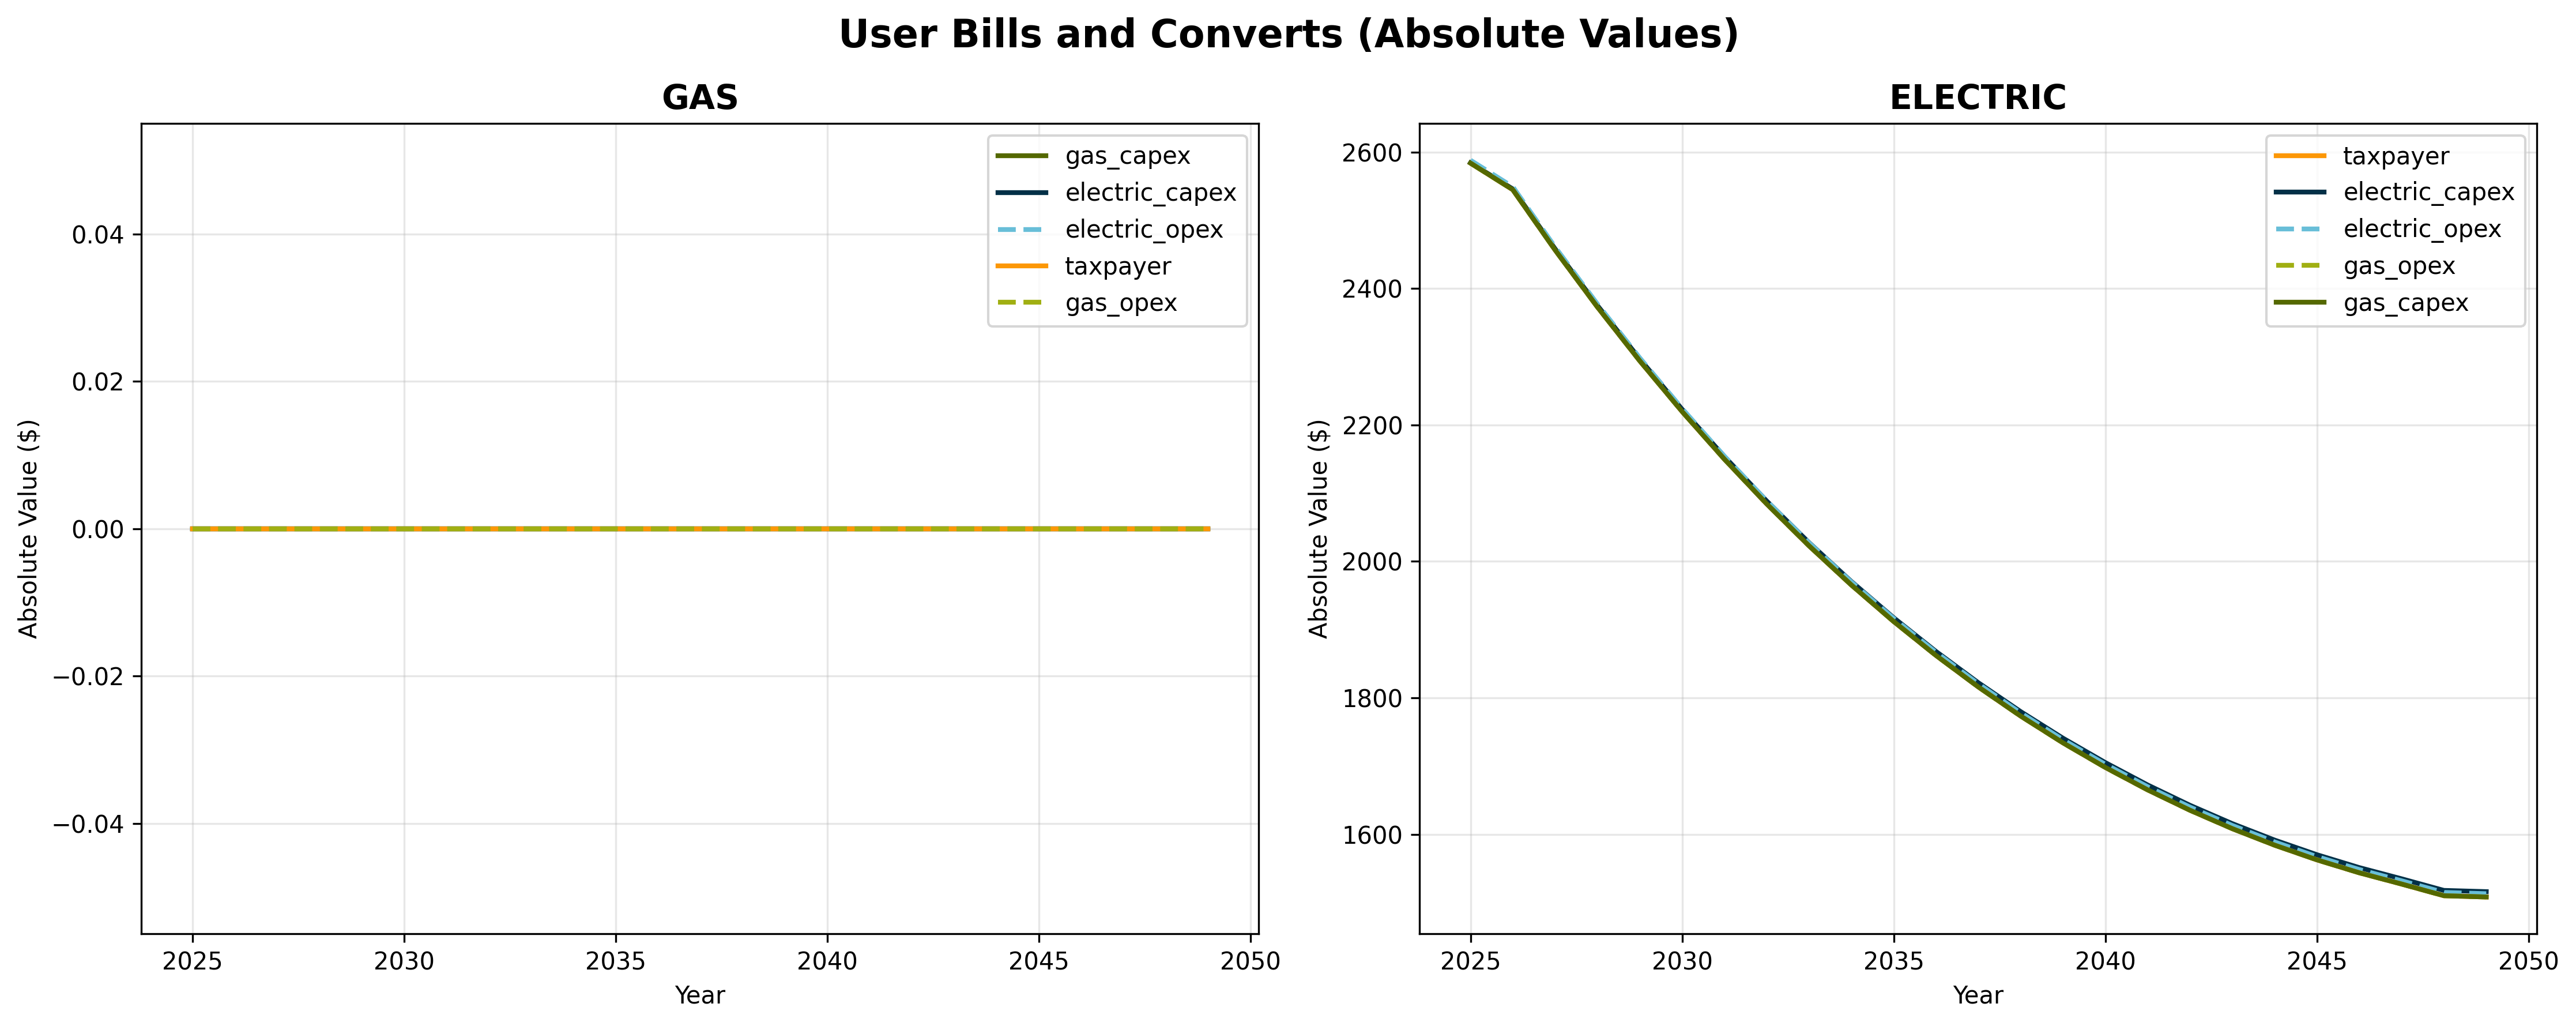 User Bills and Converts (Absolute Values)
GAS
gas_capex
electric_capex
electric_opex
taxpayer
gas_opex
0.04
0.02
0.00
−0.02
−0.04
Absolute Value ($)
2025
2030
2035
2040
2045
2050
Year
ELECTRIC
taxpayer
electric_capex
electric_opex
gas_opex
gas_capex
2600
2400
2200
2000
1800
1600
Absolute Value ($)
2025
2030
2035
2040
2045
2050
Year